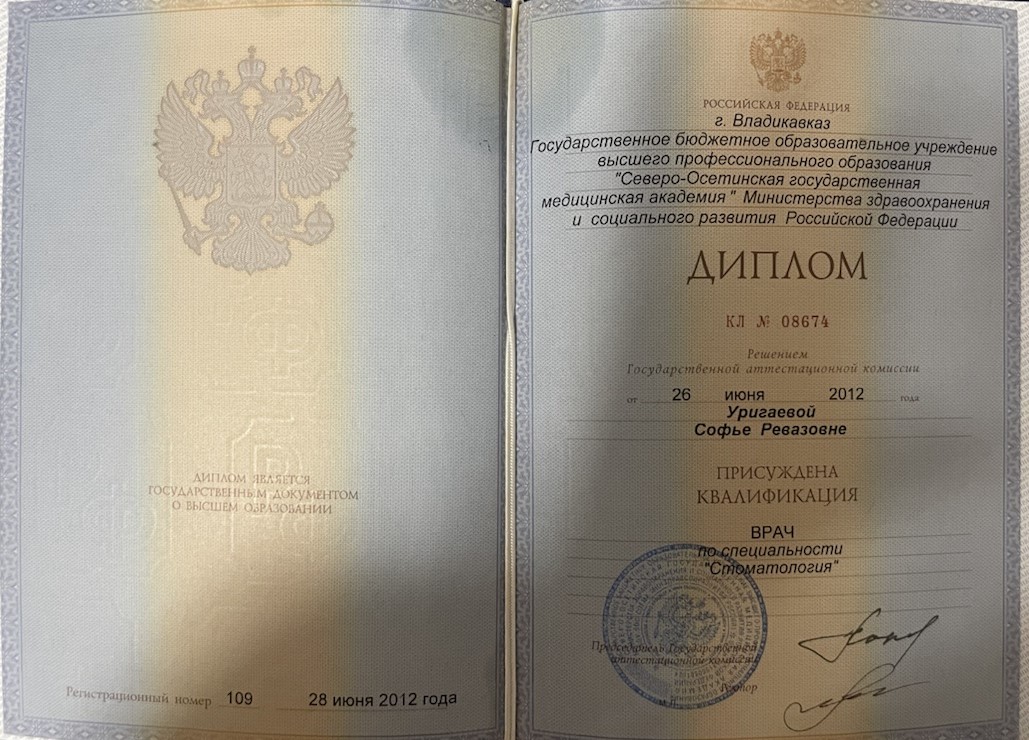 ДИПЛОМ ЯВЛЯЕТСЯ
ГОСУДАРСТВЕННЫМ ДОКУМЕНТОМ
О ВЫСШЕМ ОБРАЗОВАНИИ
Регистрационный номер 109 28 июня 2012 года
РОССИЙСКАЯ ФЕДЕРАЦИЯ
г. Владикавказ
Государственное бюджетное образовательное учреждение
высшего профессионального образования
"Северо-Осетинская государственная
медицинская академия" Министерства здравоохранения
и социального развития Российской Федерации
ДИПЛОМ
КЛ № 08674
Решением
Государственной аттестационной комиссии
от 26 июня 2012 года
Уригаевой
Софье Ревазовне
ПРИСУЖДЕНА
КВАЛИФИКАЦИЯ
ВРАЧ
по специальности
"Стоматология"
Председатель Государственной
аттестационной комиссии
Ректор